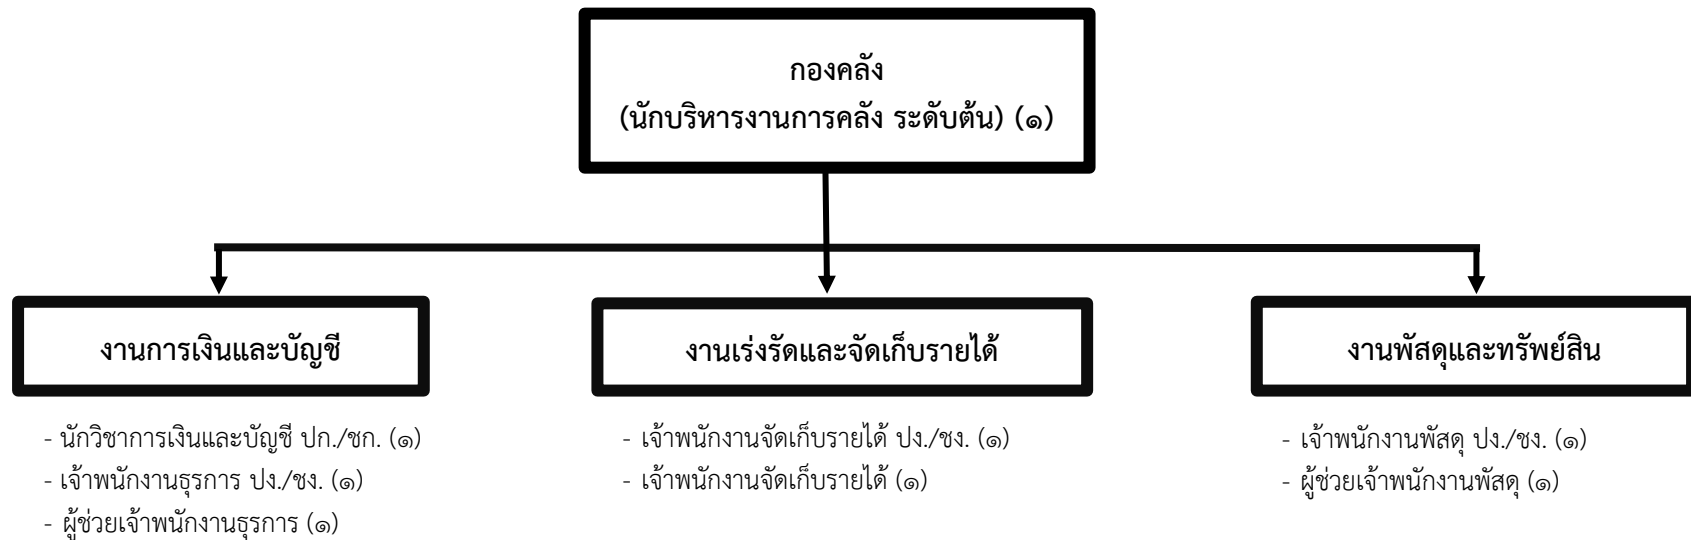 กองคลัง
(นักบริหารงานการคลัง ระดับต้น) (๑)
งานการเงินและบัญชี
- นักวิชาการเงินและบัญชี ปก./ชก. (๑)
- เจ้าพนักงานธุรการ ปง./ชง. (๑)
- ผู้ช่วยเจ้าพนักงานธุรการ (๑)
งานเร่งรัดและจัดเก็บรายได้
- เจ้าพนักงานจัดเก็บรายได้ ปง./ชง. (๑)
- เจ้าพนักงานจัดเก็บรายได้ (๑)
งานพัสดุและทรัพย์สิน
- เจ้าพนักงานพัสดุ ปง./ชง. (๑)
- ผู้ช่วยเจ้าพนักงานพัสดุ (๑)